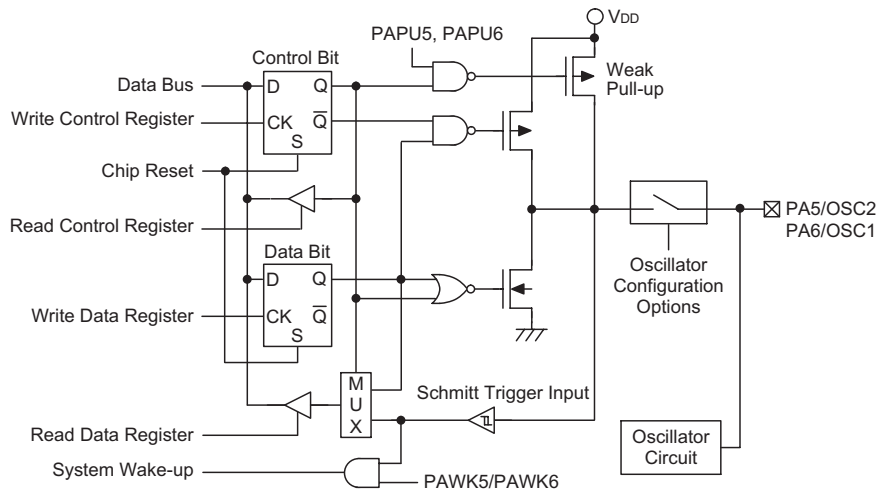 VDD
PAPU5, PAPU6
Control Bit
Weak
Pull-up
Data Bus
D
Q
Write Control Register
CK
Q
S
Chip Reset
Read Control Register
PA5/OSC2
PA6/OSC1
Data Bit
Oscillator
Configuration
Options
D
Q
Write Data Register
CK
Q
S
M
U
X
Schmitt Trigger Input
Read Data Register
Oscillator
Circuit
System Wake-up
PAWK5/PAWK6